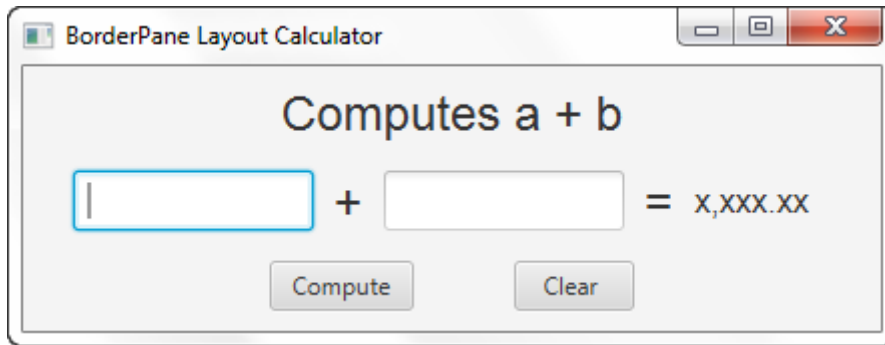 BorderPane Layout Calculator
Computes a + b
+ = x,xxx.xx
Compute Clear